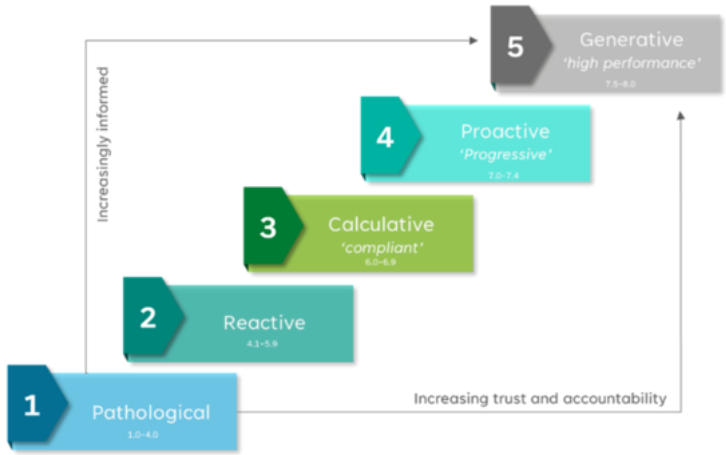 5
Generative
'high performance'
7.5–8.0
Increasingly informed
4
Proactive
'Progressive'
7.0–7.4
3
Calculative
'compliant'
6.0–6.9
2
Reactive
4.1–5.9
1
Pathological
1.0–4.0
Increasing trust and accountability